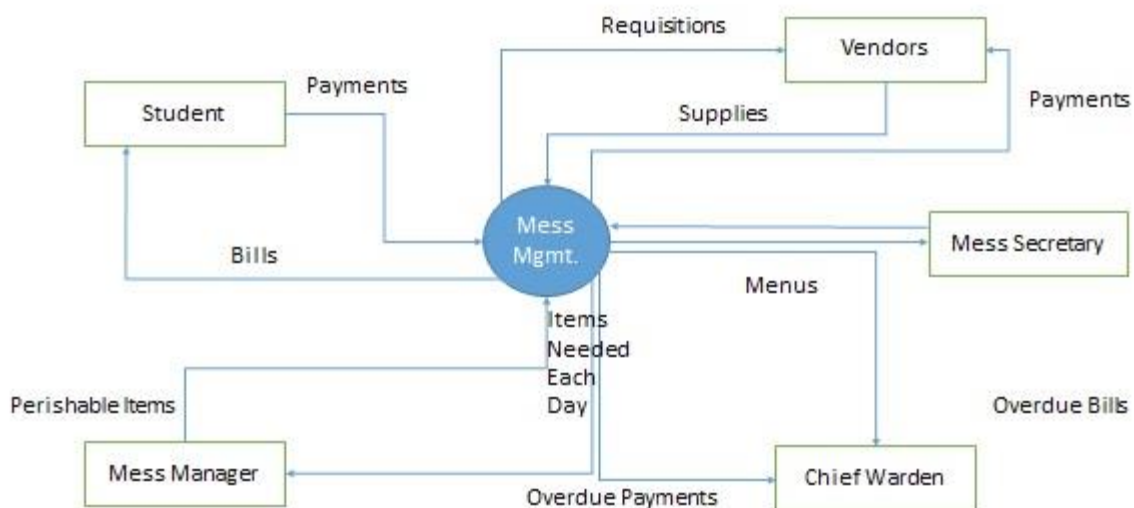 Requisitions
Vendors
Payments
Student
Supplies
Payments
Mess
Mgmt.
Mess Secretary
Bills
Menus
Items
Needed
Each
Day
Perishable Items
Overdue Bills
Mess Manager
Chief Warden
Overdue Payments